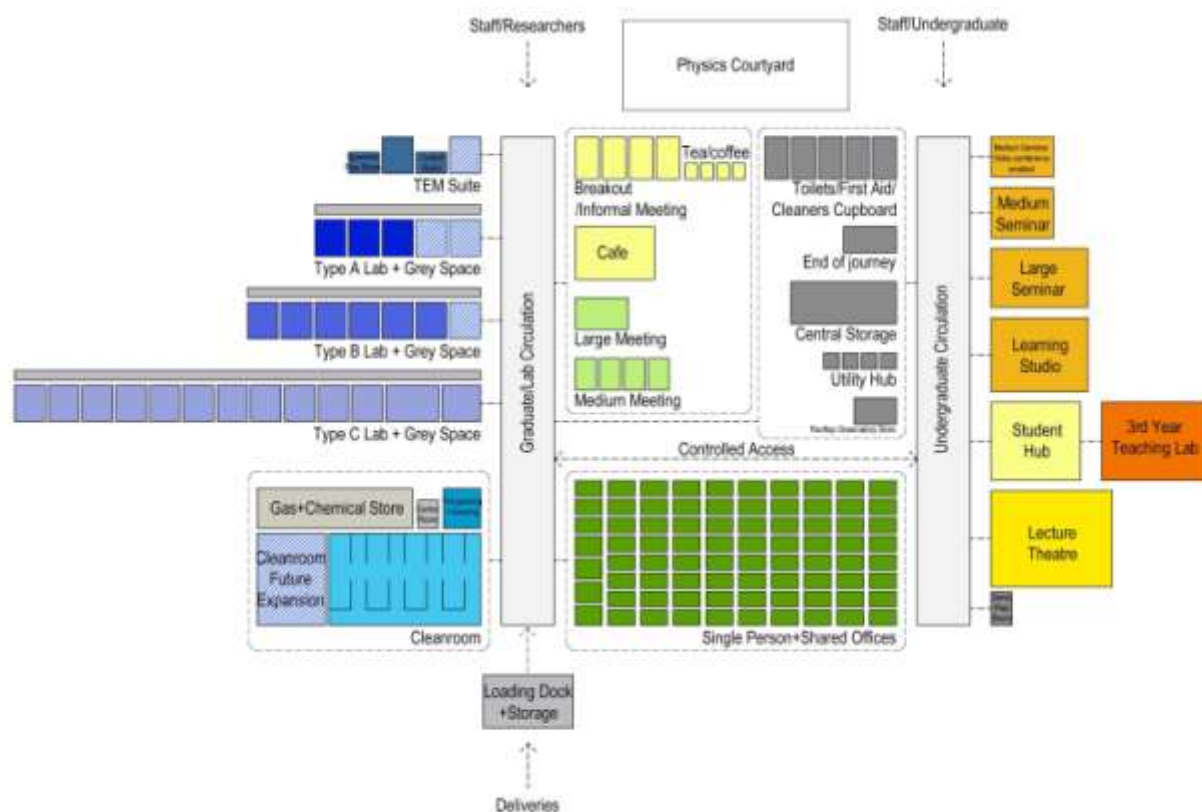 Staff/Researchers
Staff/Undergraduate
Physics Courtyard
TEM Suite
Type A Lab + Grey Space
Type B Lab + Grey Space
Type C Lab + Grey Space
Gas+Chemical Store
Cleanroom
Future
Expansion
Cleanroom
Graduate/Lab Circulation
Tea/coffee
Breakout
/Informal Meeting
Cafe
Large Meeting
Medium Meeting
Toilets/First Aid/
Cleaners Cupboard
End of journey
Central Storage
Utility Hub
Controlled Access
Single Person+Shared Offices
Undergraduate Circulation
Medium
Seminar
Large
Seminar
Learning
Studio
Student
Hub
3rd Year
Teaching Lab
Lecture
Theatre
Loading Dock
+Storage
Deliveries